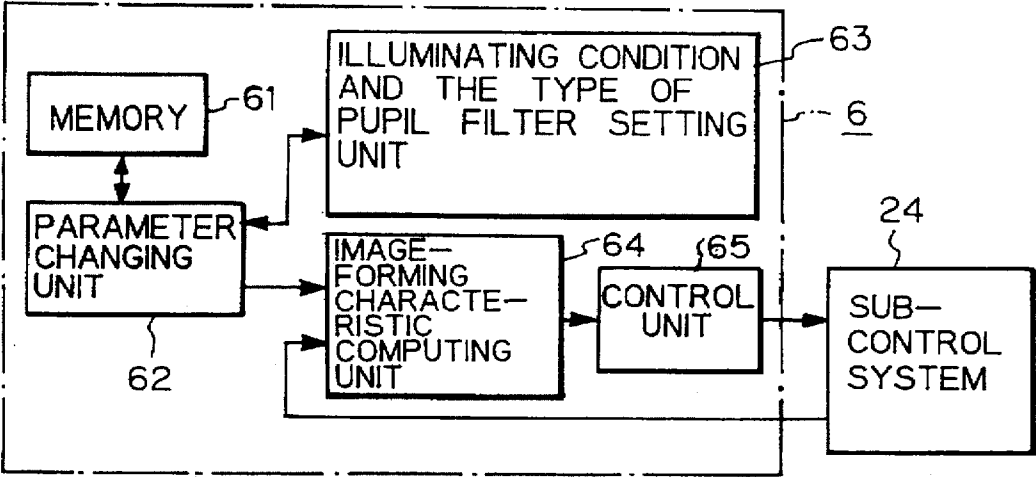 MEMORY
61
ILLUMINATING CONDITION
AND THE TYPE OF
PUPIL FILTER SETTING
UNIT
63
6
PARAMETER
CHANGING
UNIT
62
IMAGE-
FORMING
CHARACTE-
RISTIC
COMPUTING
UNIT
64
CONTROL
UNIT
65
24
SUB-
CONTROL
SYSTEM